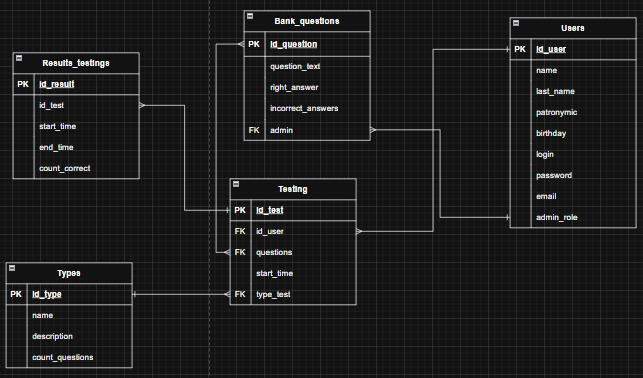 Bank_questions
PK id_question
question_text
right_answer
incorrect_answers
FK admin
Users
PK id_user
name
last_name
patronymic
birthday
login
password
email
admin_role
Results_testings
PK id_result
id_test
start_time
end_time
count_correct
Testing
PK id_test
FK id_user
FK questions
start_time
FK type_test
Types
PK id_type
name
description
count_questions